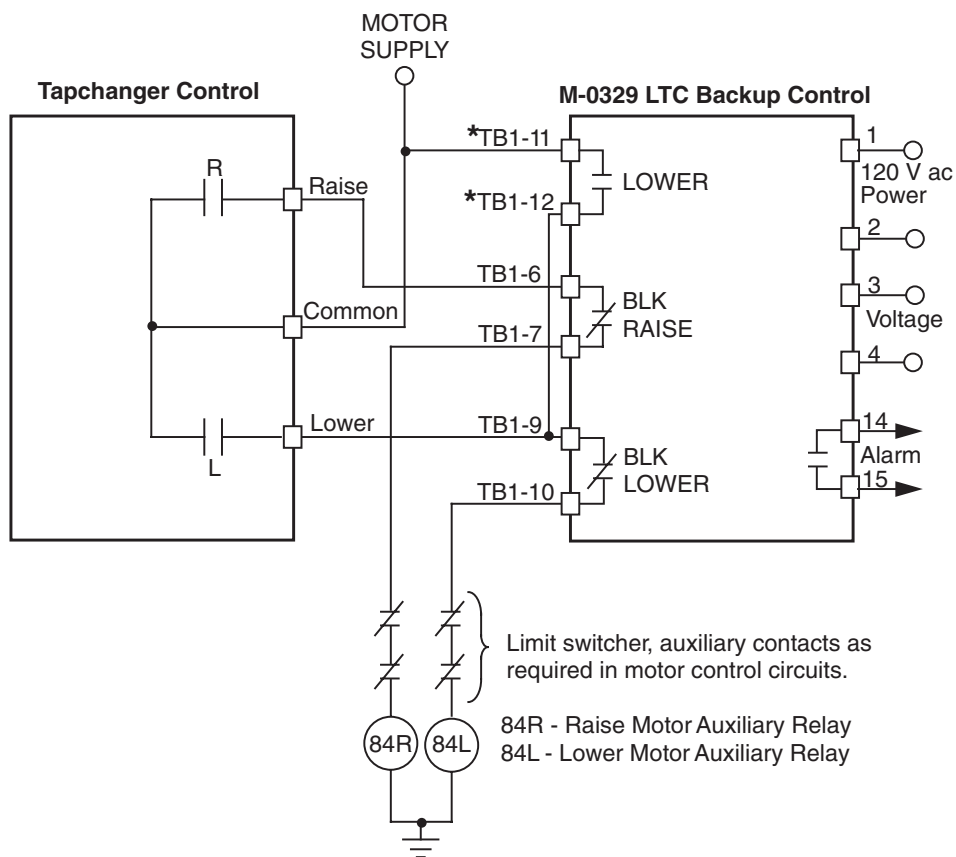 MOTOR
SUPPLY
Tapchanger Control
M-0329 LTC Backup Control
R
Raise
Common
Lower
L
*TB1-11
*TB1-12
TB1-6
TB1-7
TB1-9
TB1-10
LOWER
BLK
RAISE
BLK
LOWER
1
120 V ac
Power
2
3
Voltage
4
14
Alarm
15
Limit switcher, auxiliary contacts as
required in motor control circuits.
84R
84L
84R - Raise Motor Auxiliary Relay
84L - Lower Motor Auxiliary Relay